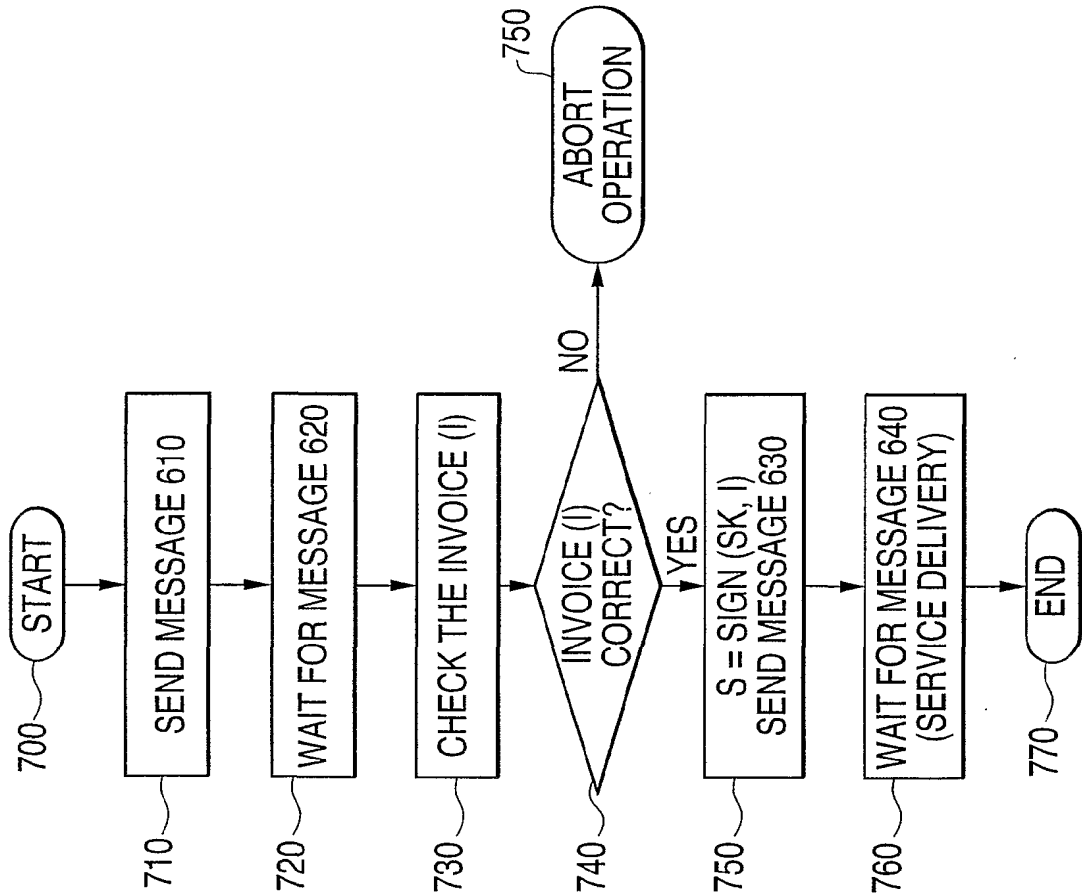 700
START
710
SEND MESSAGE 610
720
WAIT FOR MESSAGE 620
730
CHECK THE INVOICE (I)
740
INVOICE (I)
CORRECT?
NO
750
ABORT
OPERATION
YES
750
S = SIGN (SK, I)
SEND MESSAGE 630
760
WAIT FOR MESSAGE 640
(SERVICE DELIVERY)
770
END